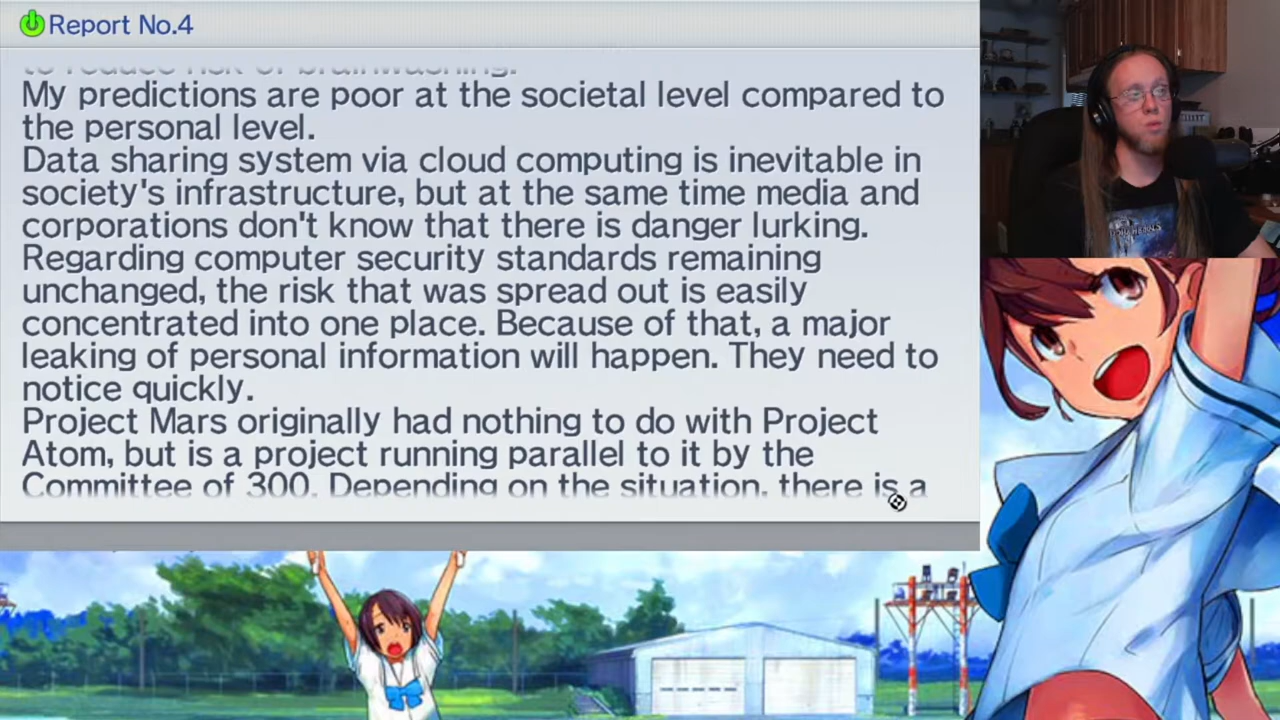 Report No.4
to reduce risk of brainwashing.
My predictions are poor at the societal level compared to
the personal level.
Data sharing system via cloud computing is inevitable in
society's infrastructure, but at the same time media and
corporations don't know that there is danger lurking.
Regarding computer security standards remaining
unchanged, the risk that was spread out is easily
concentrated into one place. Because of that, a major
leaking of personal information will happen. They need to
notice quickly.
Project Mars originally had nothing to do with Project
Atom, but is a project running parallel to it by the
Committee of 300. Depending on the situation, there is a